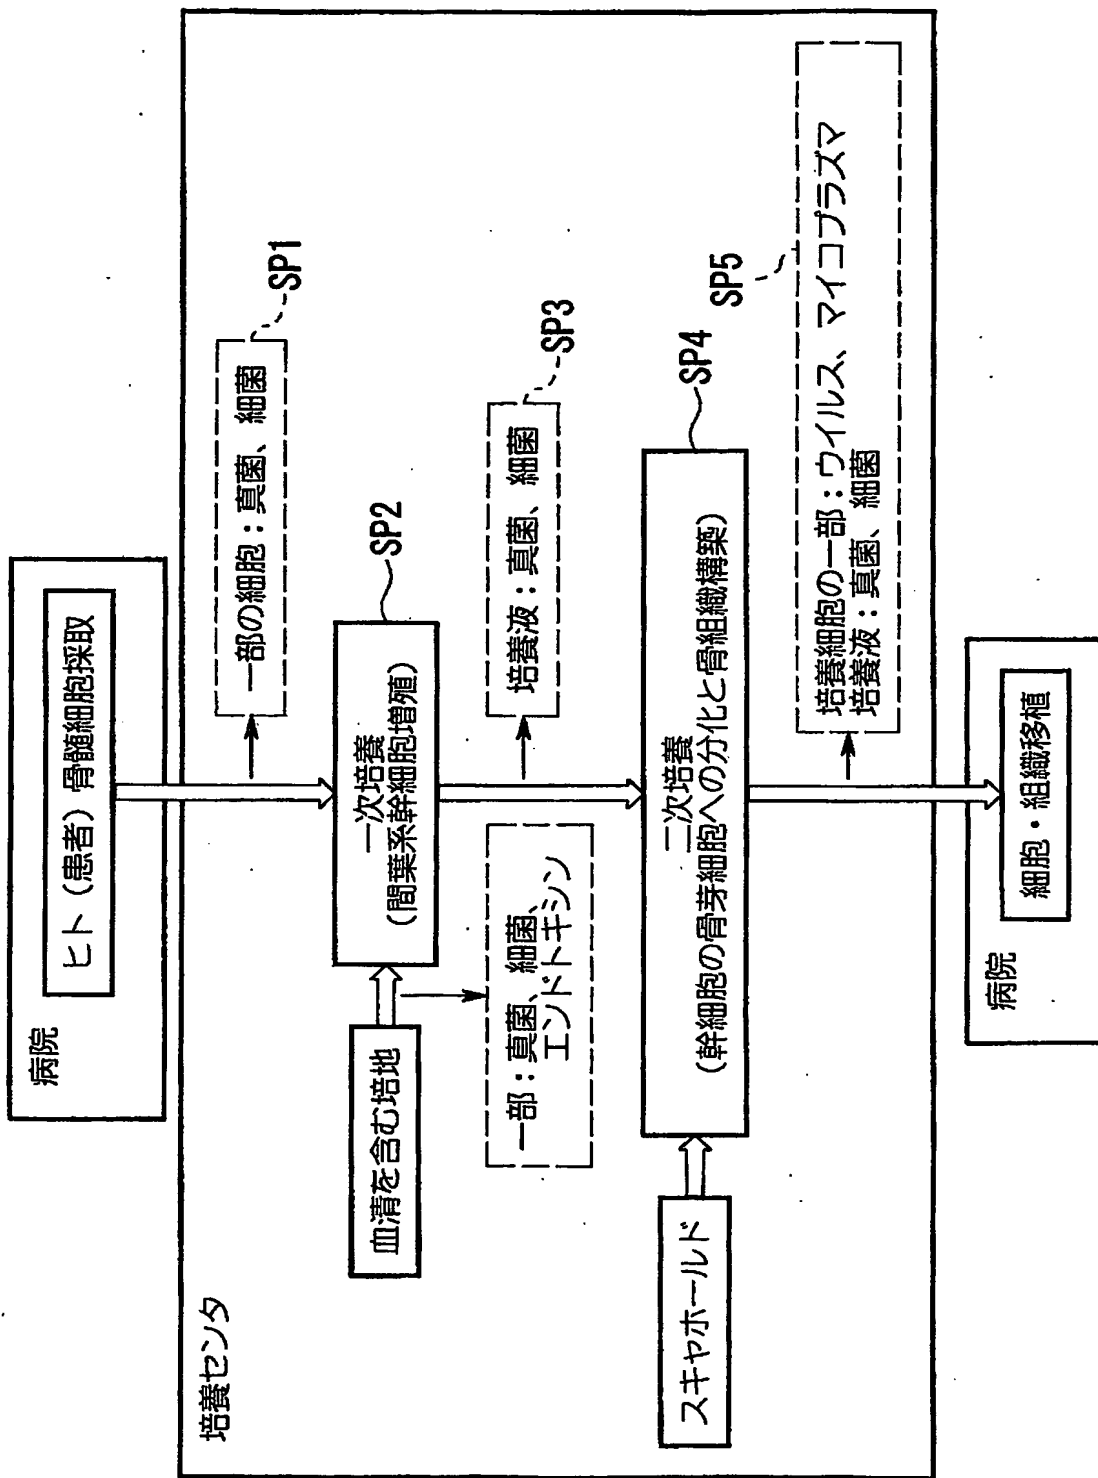 病院
ヒト（患者）骨髄細胞採取
培養センタ
一部の細胞：真菌、細菌
SP1
血清を含む培地
一次培養
（間葉系幹細胞増殖）
SP2
一部：真菌、細菌、
エンドトキシン
培養液：真菌、細菌
SP3
スキャホールド
二次培養
（幹細胞の骨芽細胞への分化と骨組織構築）
SP4
培養細胞の一部：ウイルス、マイコプラズマ
培養液：真菌、細菌
SP5
病院
細胞・組織移植